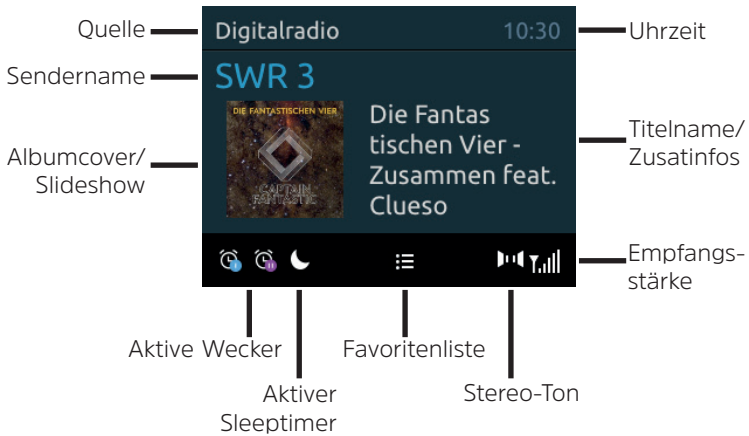 Quelle
Digitalradio
10:30
Uhrzeit
Sendername
SWR 3
DIE FANTASTISCHEN VIER
CAPTAIN
FANTASTIC
Albumcover/
Slideshow
Die Fantas
tischen Vier -
Zusammen feat.
Clueso
Titelname/
Zusatinfos
Empfangs-
stärke
Aktive Wecker
Favoritenliste
Aktiver
Sleeptimer
Stereo-Ton